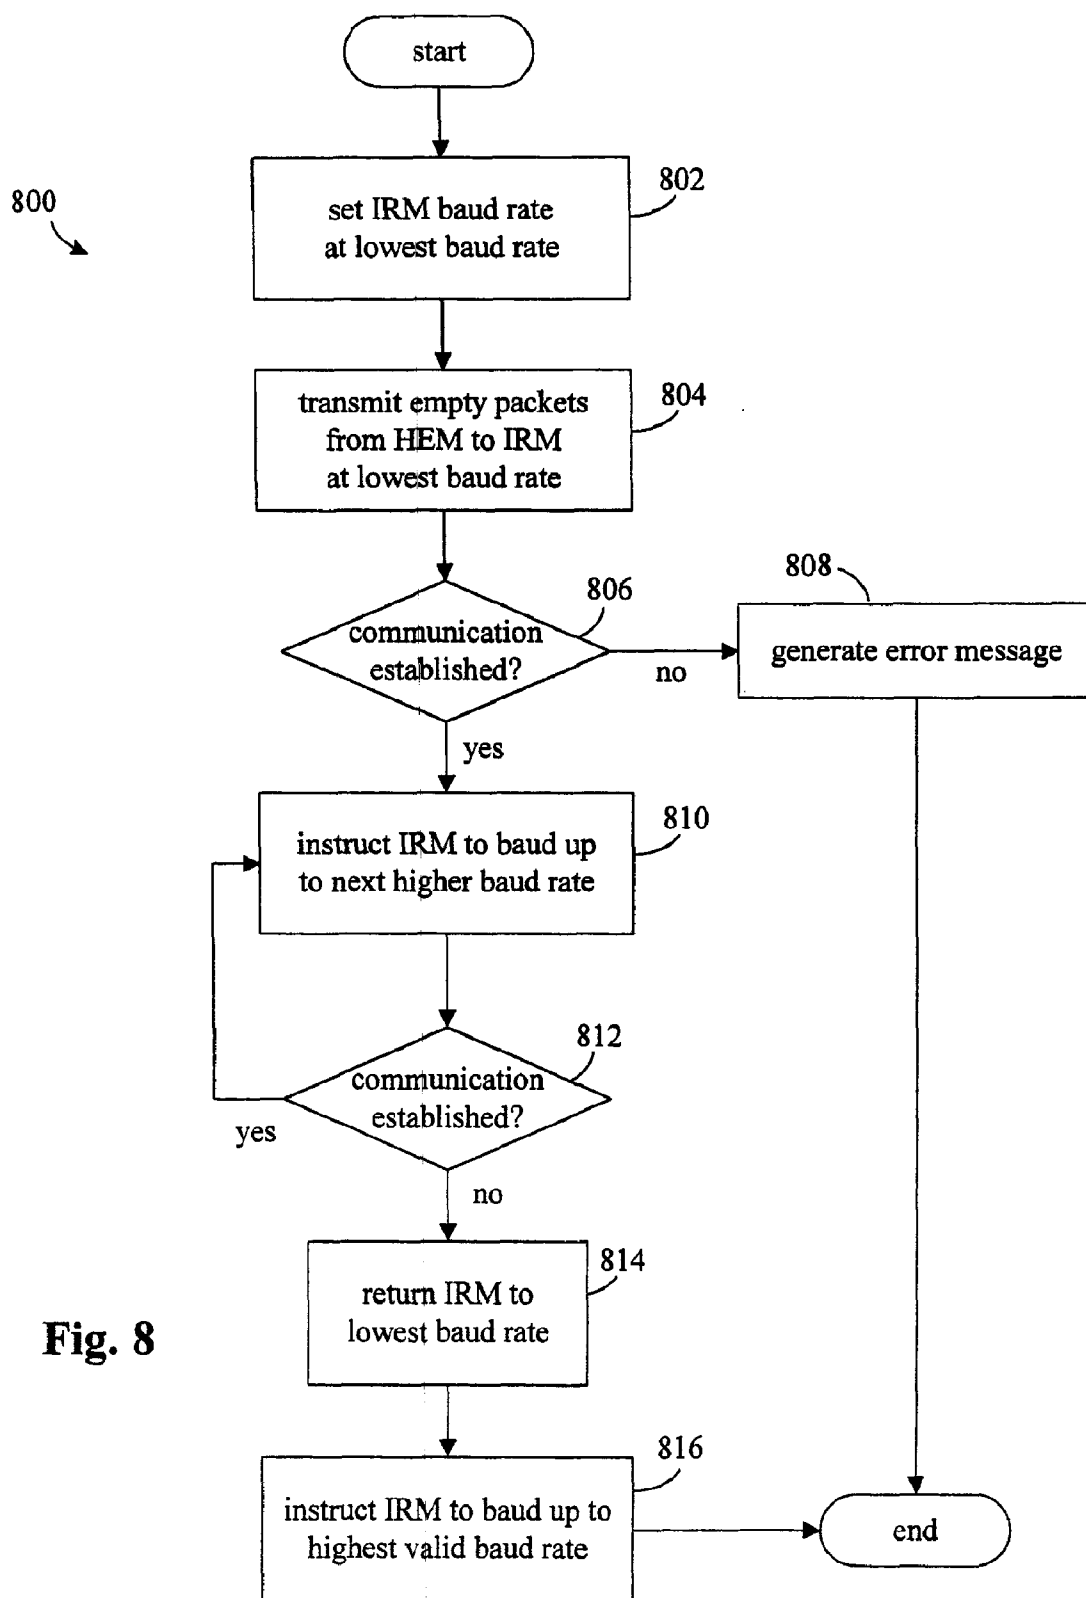 start
800
802
set IRM baud rate
at lowest baud rate
804
transmit empty packets
from HEM to IRM
at lowest baud rate
806
communication
established?
no
808
generate error message
yes
810
instruct IRM to baud up
to next higher baud rate
812
communication
established?
yes
no
814
return IRM to
lowest baud rate
Fig. 8
816
instruct IRM to baud up to
highest valid baud rate
end